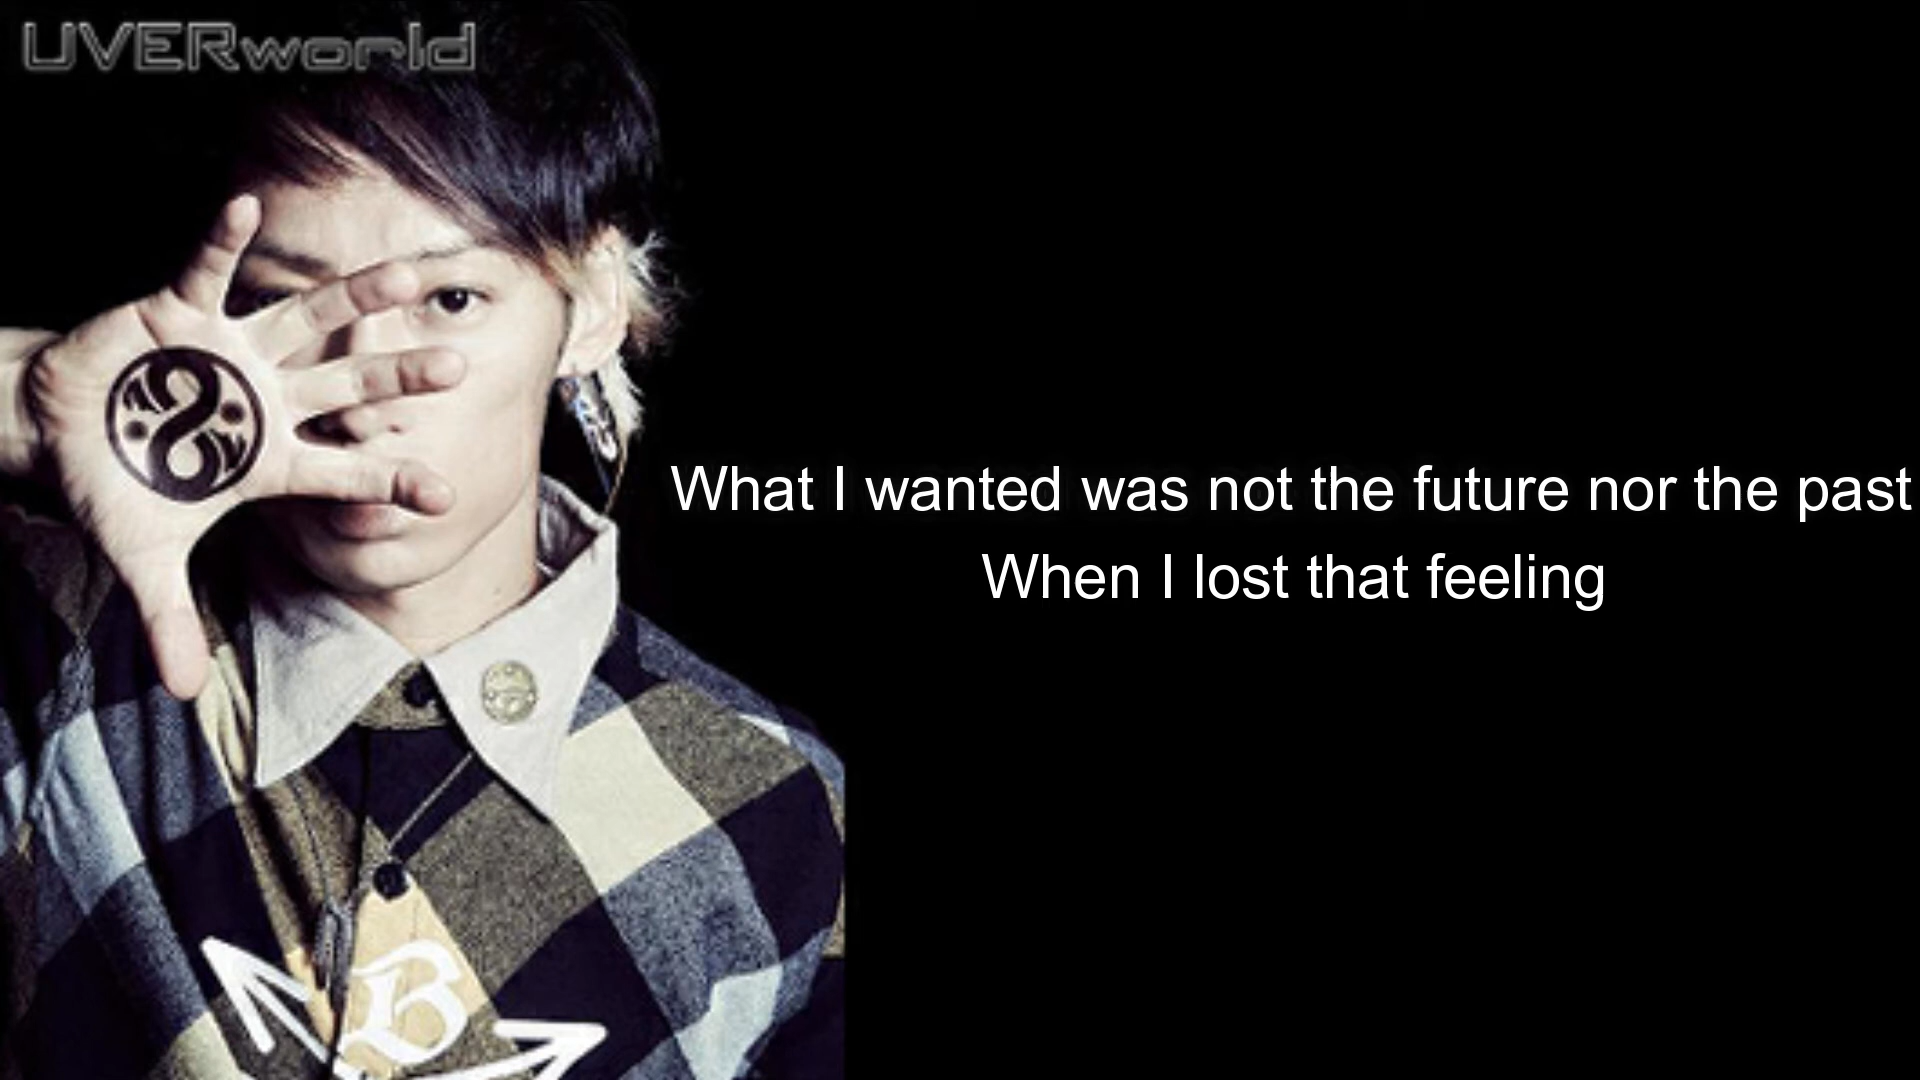 UVERworld
What I wanted was not the future nor the past
When I lost that feeling
B